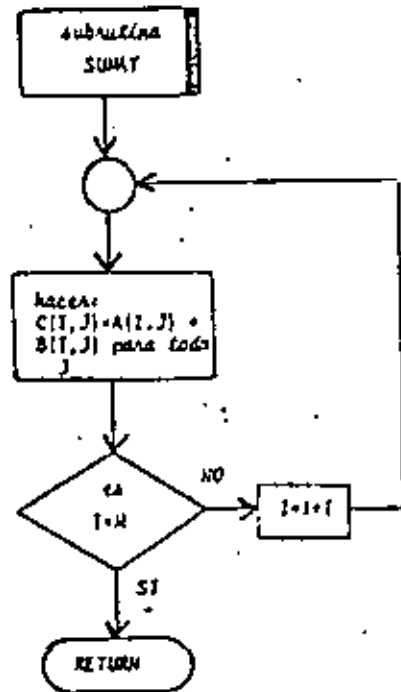 subrutina
SUMT
hacer:
C(I,J)=A(I,J) +
B(I,J) para todo
J
es
I=M
NO
I=I+1
SI
RETURN